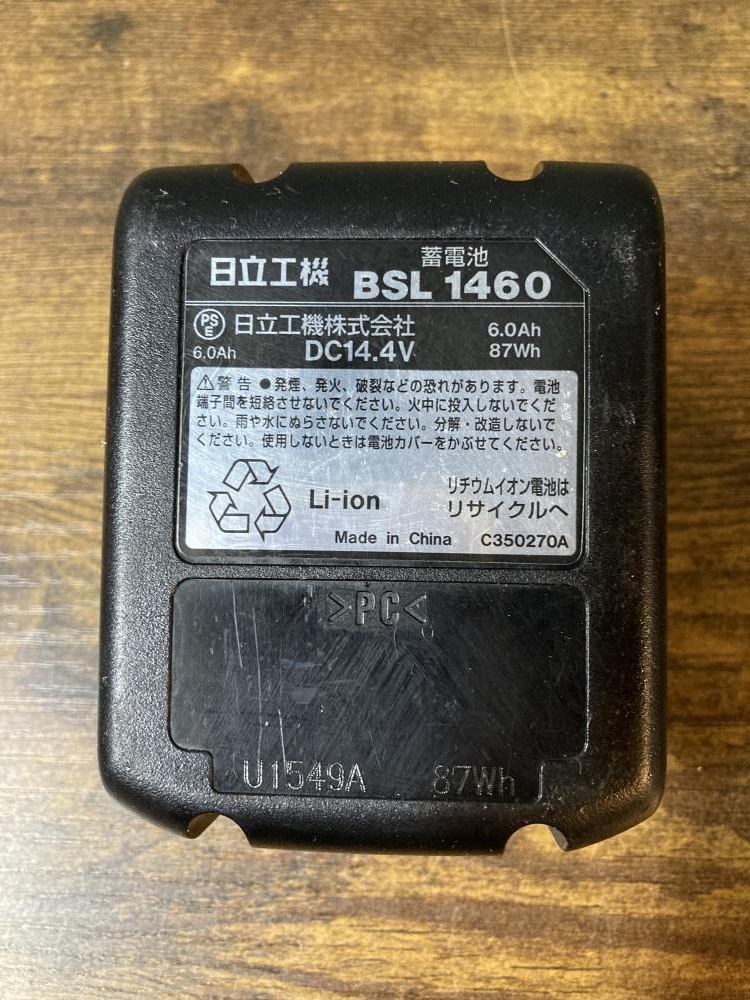 日立工機 蓄電池 BSL 1460
PSE 日立工機株式会社 6.0Ah
6.0Ah DC14.4V 87Wh
⚠警告 ●発煙、発火、破裂などの恐れがあります。電池
端子間を短絡させないでください。火中に投入しないでくだ
さい。雨や水にぬらさないでください。分解・改造しないで
ください。使用しないときは電池カバーをかぶせてください。
Li-ion リチウムイオン電池は
リサイクルへ
Made in China C350270A
>PC<
U1549A 87Wh